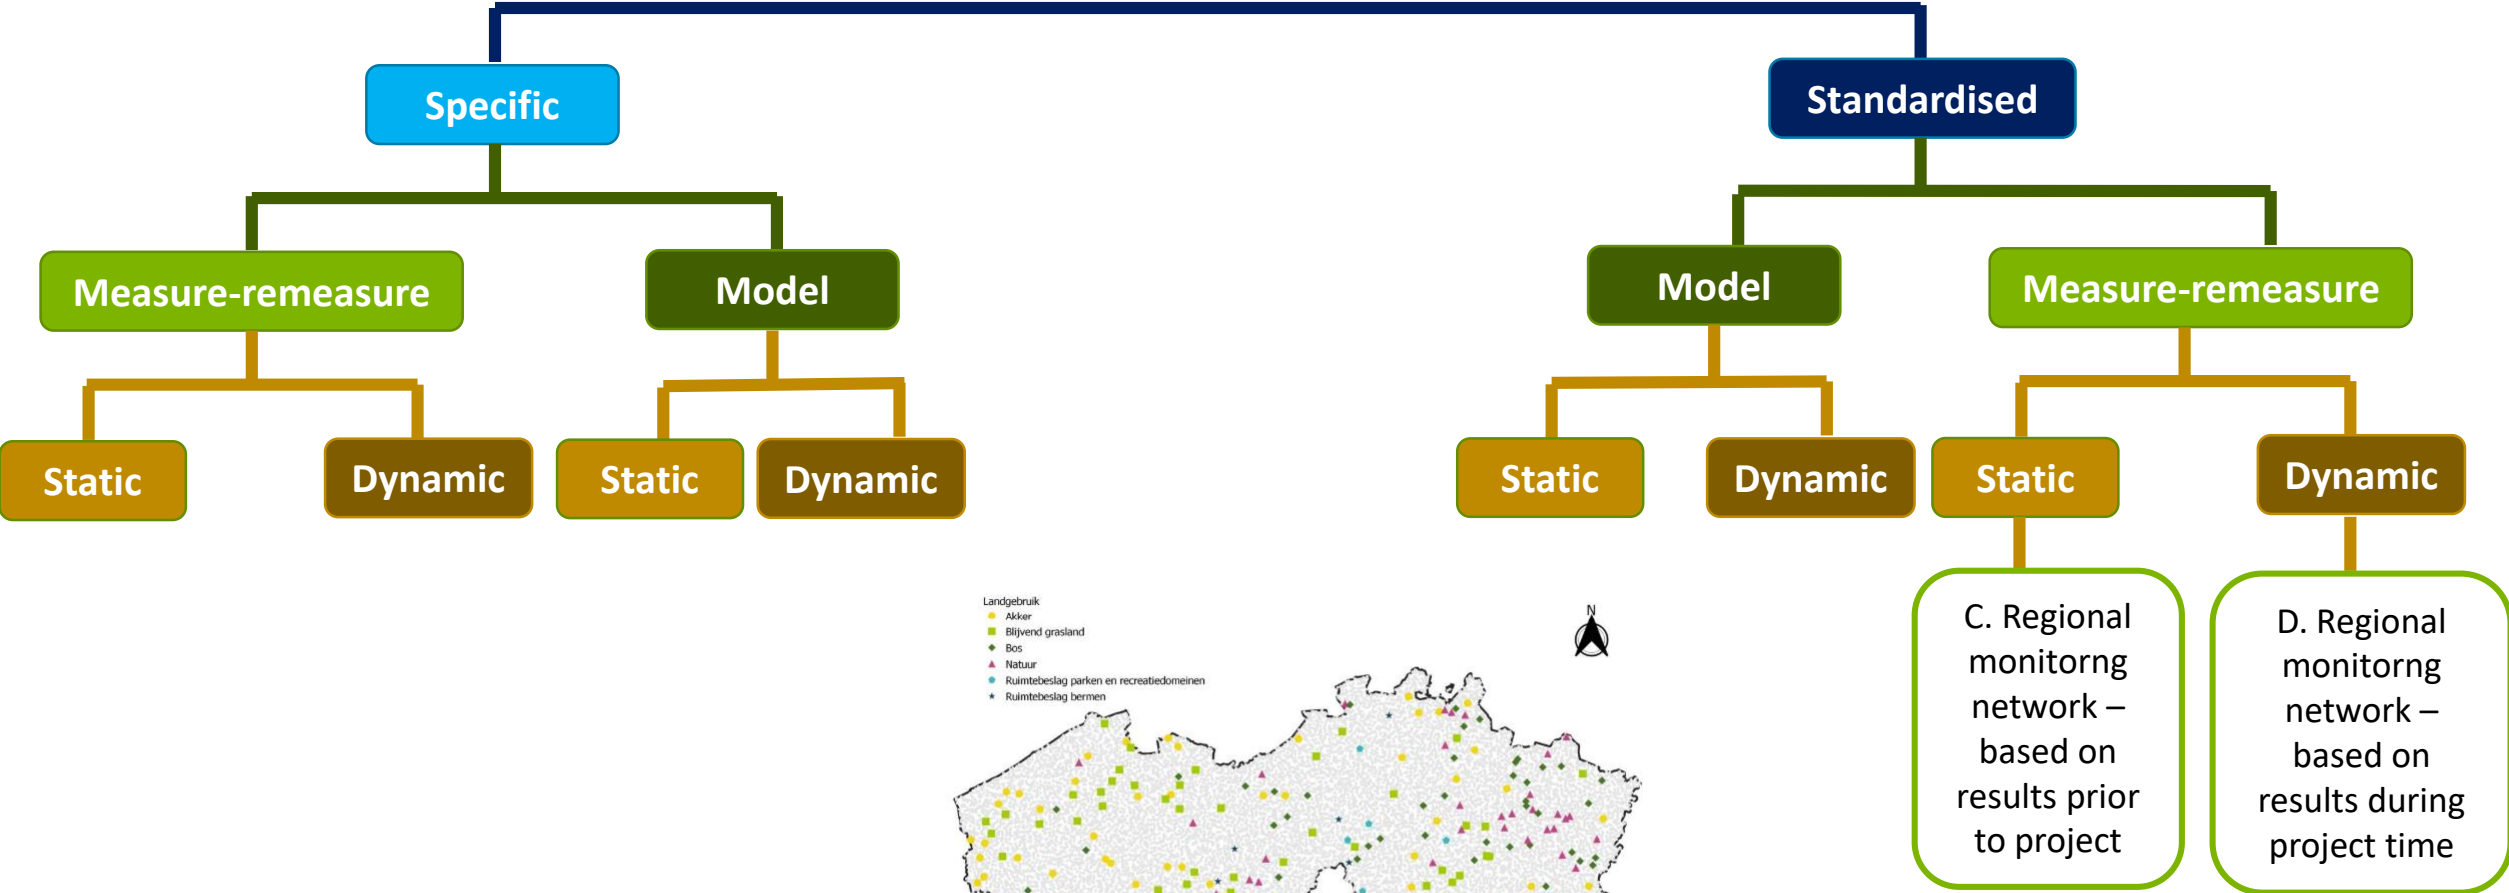 Specific
Standardised
Measure-remeasure
Model
Model
Measure-remeasure
Static
Dynamic
Static
Dynamic
Static
Dynamic
Static
Dynamic
C. Regional
monitorng
network –
based on
results prior
to project
D. Regional
monitorng
network –
based on
results during
project time
Landgebruik
Akker
Blijvend grasland
Bos
Natuur
Ruimtebeslag parken en recreatiedomeinen
Ruimtebeslag bermen
N